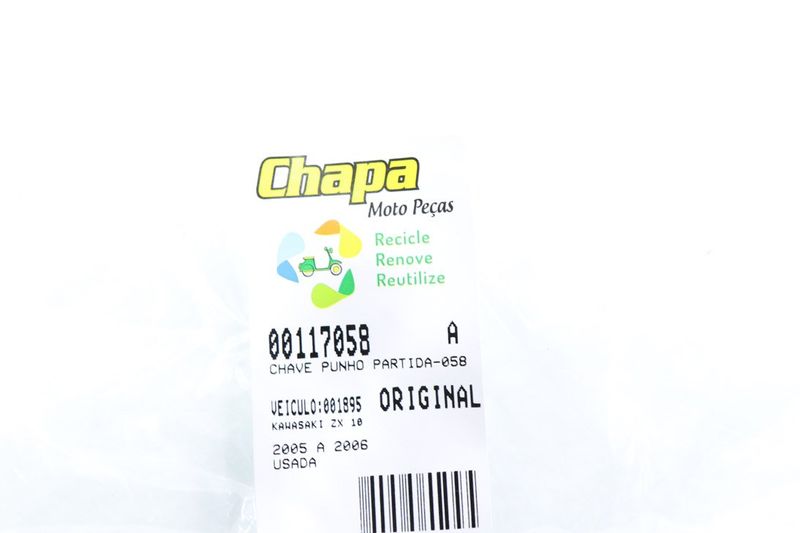 Chapa
Moto Peças
Recicle
Renove
Reutilize
00117058 A
CHAVE PUNHO PARTIDA-058
VEICULO:001895 ORIGINAL
KAWASAKI ZX 10
2005 A 2006
USADA